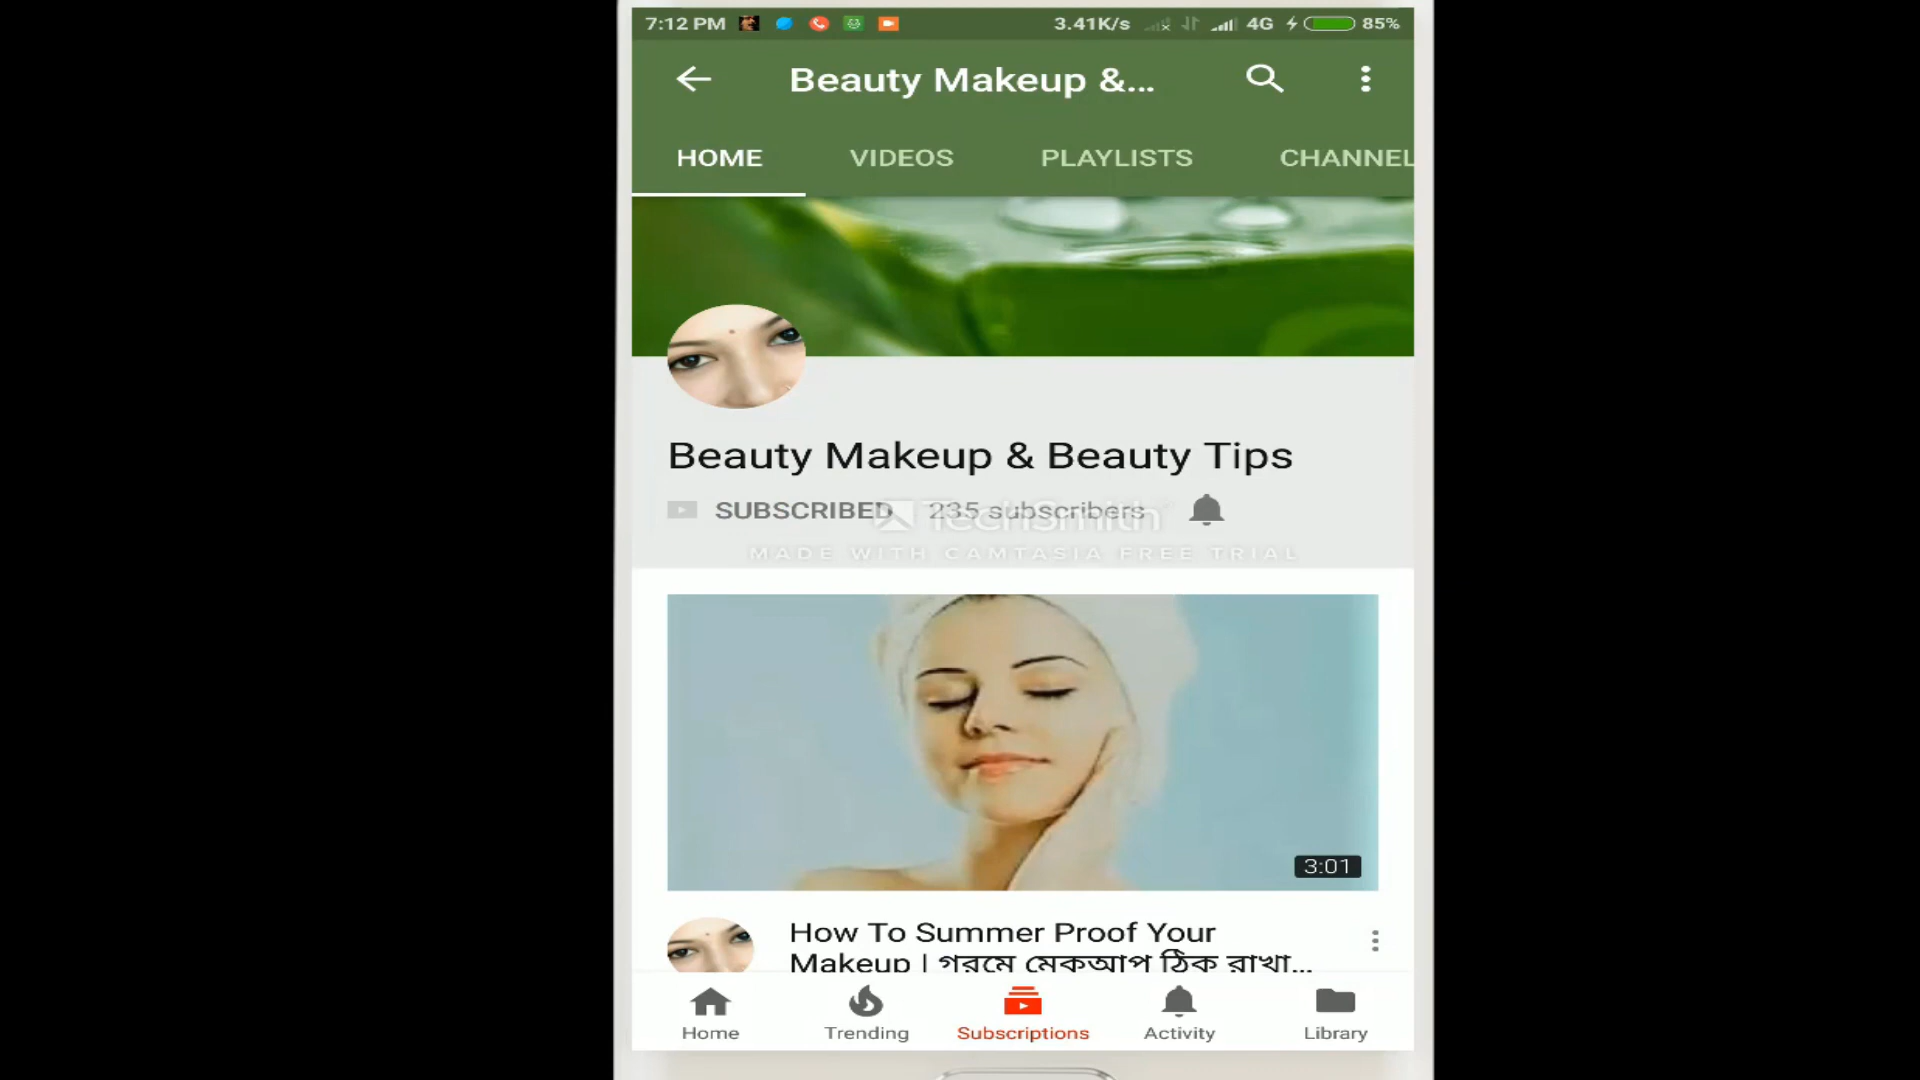 7:12 PM 3.41K/s 4G 85%
Beauty Makeup &...
HOME VIDEOS PLAYLISTS CHANNEL
Beauty Makeup & Beauty Tips
SUBSCRIBED 235 subscribers
TechSmith
MADE WITH CAMTASIA FREE TRIAL
3:01
How To Summer Proof Your
Makeup | গরমে মেকআপ ঠিক রাখা...
Home Trending Subscriptions Activity Library